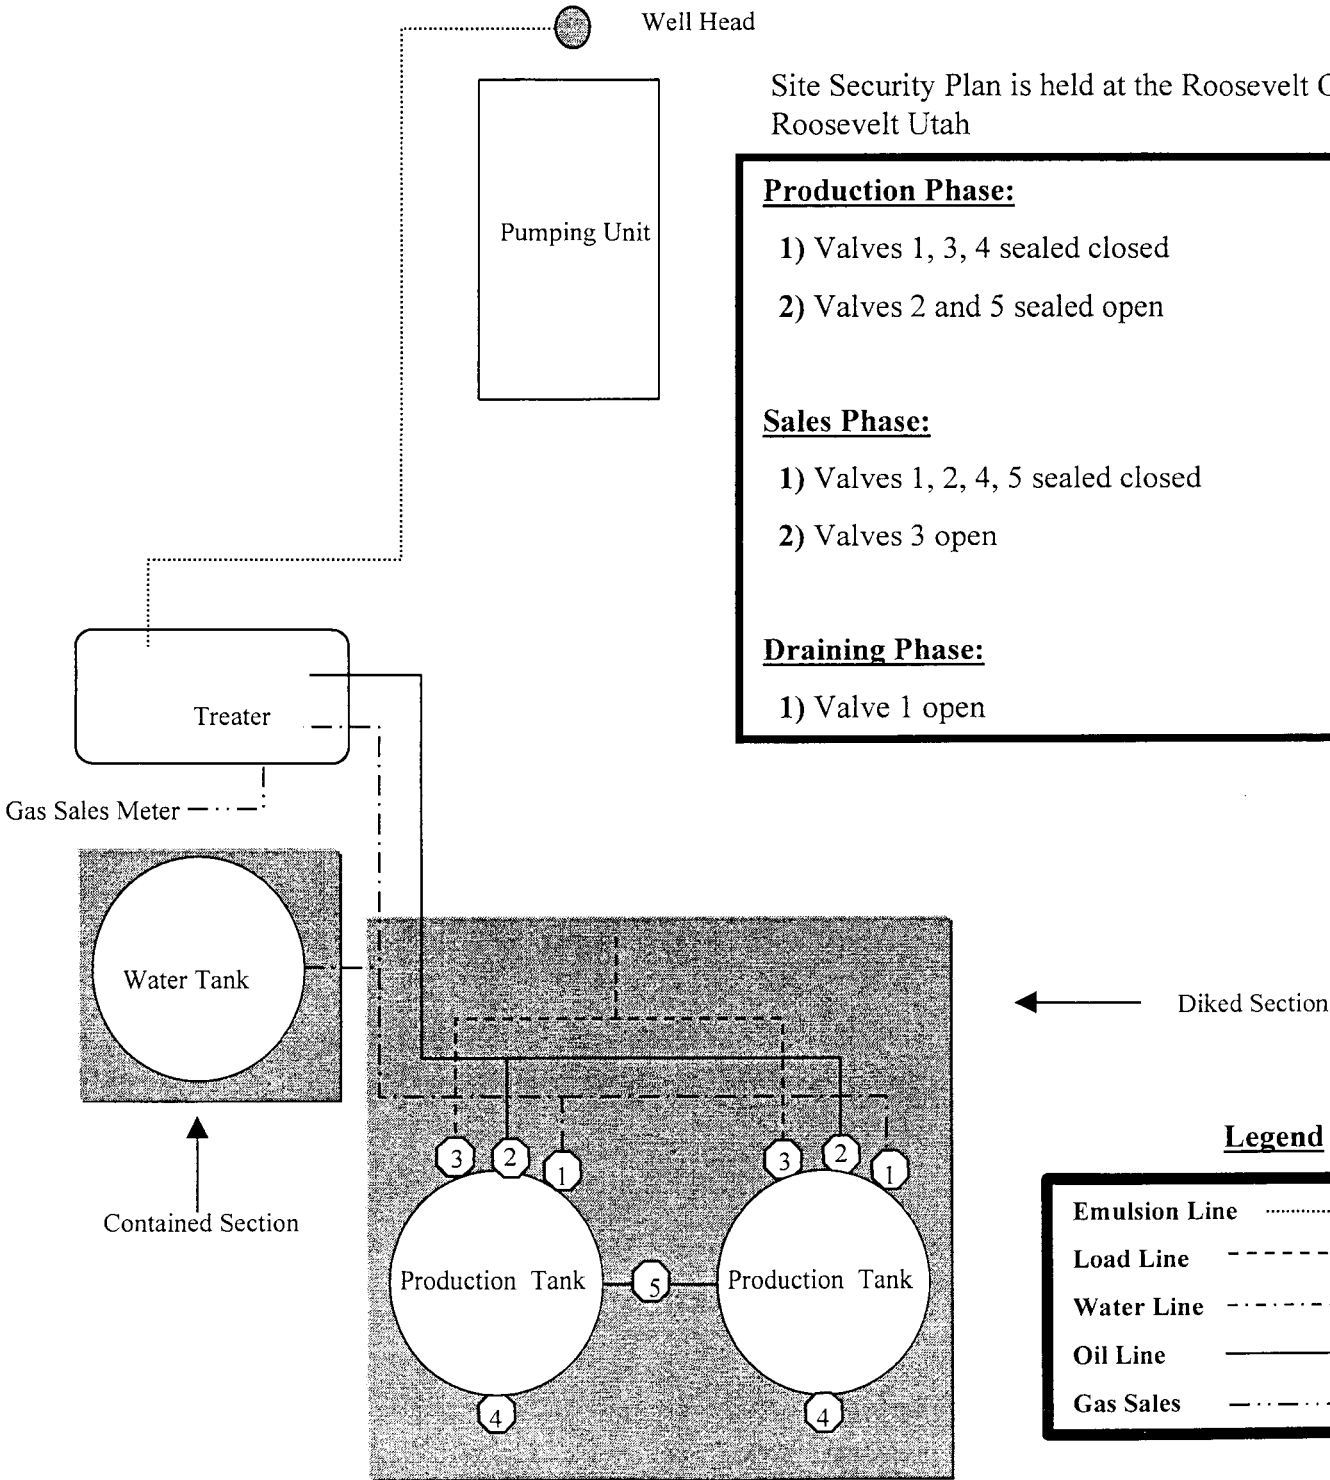 Well Head
Site Security Plan is held at the Roosevelt
Roosevelt Utah
Pumping Unit
Production Phase:
1) Valves 1, 3, 4 sealed closed
2) Valves 2 and 5 sealed open
Sales Phase:
1) Valves 1, 2, 4, 5 sealed closed
2) Valves 3 open
Draining Phase:
1) Valve 1 open
Treater
Gas Sales Meter
Water Tank
Diked Section
Contained Section
3 2 1
3 2 1
Production Tank
5
Production Tank
4
4
Legend
Emulsion Line
Load Line
Water Line
Oil Line
Gas Sales